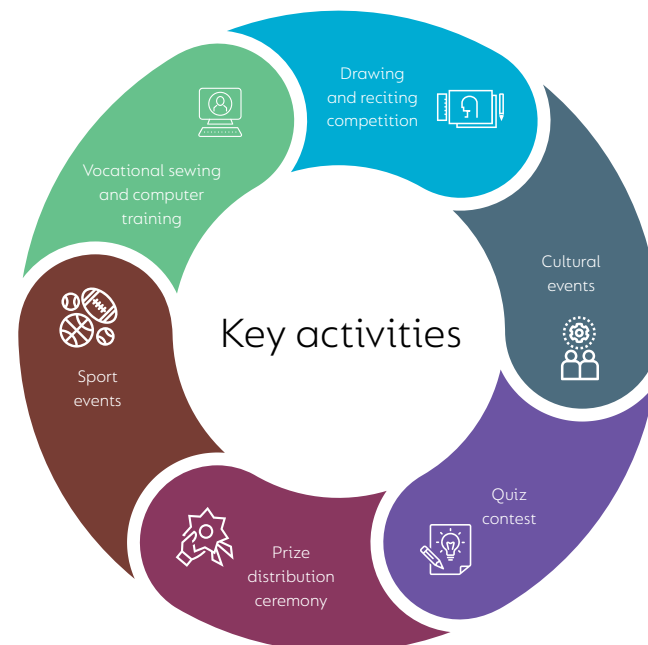 Drawing
and reciting
competition
Cultural
events
Quiz
contest
Prize
distribution
ceremony
Sport
events
Vocational sewing
and computer
training
Key activities